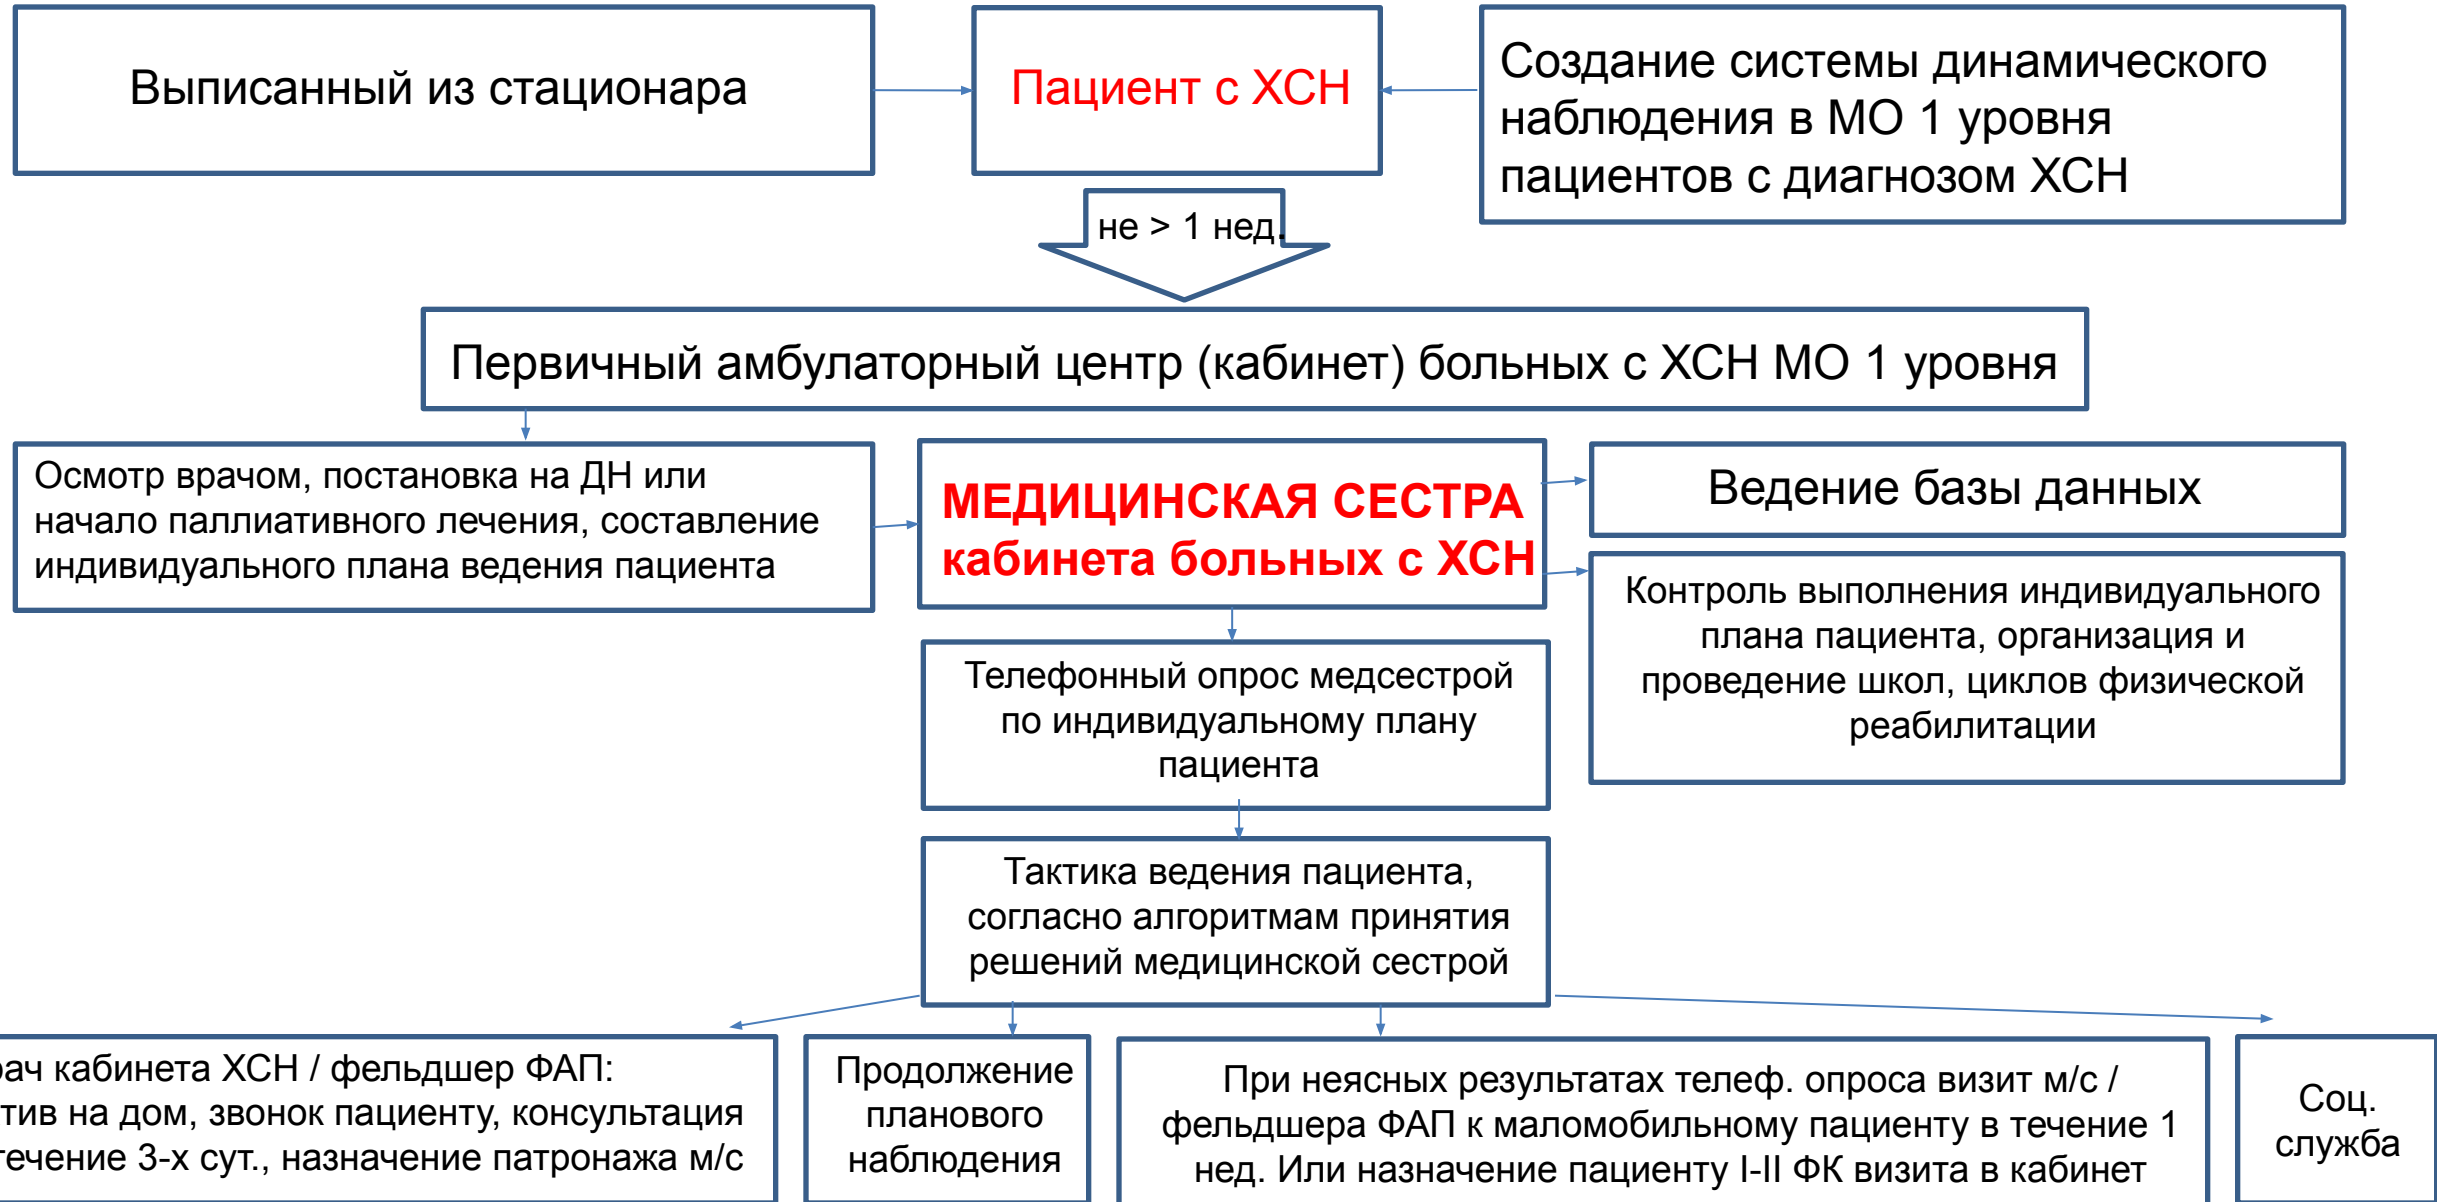 Выписанный из стационара
Пациент с ХСН
Создание системы динамического
наблюдения в МО 1 уровня
пациентов с диагнозом ХСН
не > 1 нед.
Первичный амбулаторный центр (кабинет) больных с ХСН МО 1 уровня
Осмотр врачом, постановка на ДН или
начало паллиативного лечения, составление
индивидуального плана ведения пациента
МЕДИЦИНСКАЯ СЕСТРА
кабинета больных с ХСН
Ведение базы данных
Контроль выполнения индивидуального
плана пациента, организация и
проведение школ, циклов физической
реабилитации
Телефонный опрос медсестрой
по индивидуальному плану
пациента
Тактика ведения пациента,
согласно алгоритмам принятия
решений медицинской сестрой
кабинета ХСН / фельдшер ФАП:
на дом, звонок пациенту, консультация
течение 3-х сут., назначение патронажа м/с
Продолжение
планового
наблюдения
При неясных результатах телеф. опроса визит м/с /
фельдшера ФАП к маломобильному пациенту в течение 1
нед. Или назначение пациенту I-II ФК визита в кабинет
Соц.
служба